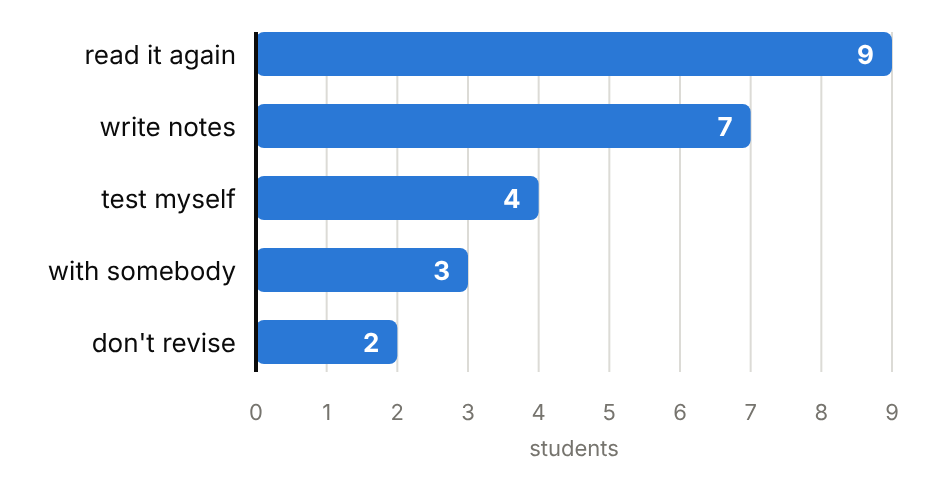 read it again 9
write notes 7
test myself 4
with somebody 3
don't revise 2
0 1 2 3 4 5 6 7 8 9
students